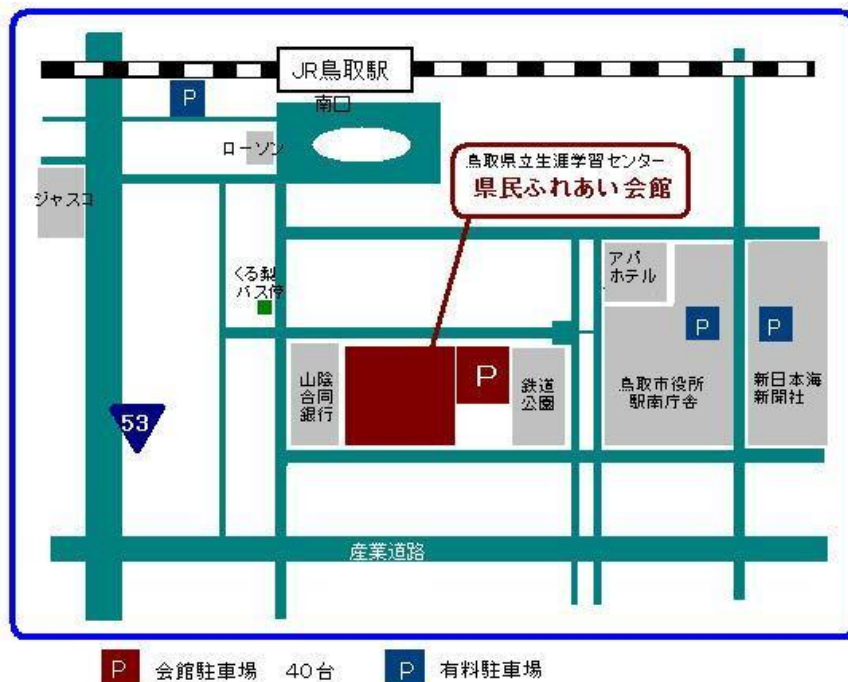 JR鳥取駅
南口
P
ローソン
鳥取県立生涯学習センター
県民ふれあい会館
ジャスコ
くる梨
バス停
アパ
ホテル
P
P
山陰
合同
銀行
P
鉄道
公園
鳥取市役所
駅南庁舎
新日本海
新聞社
53
産業道路
P 会館駐車場 40台 P 有料駐車場